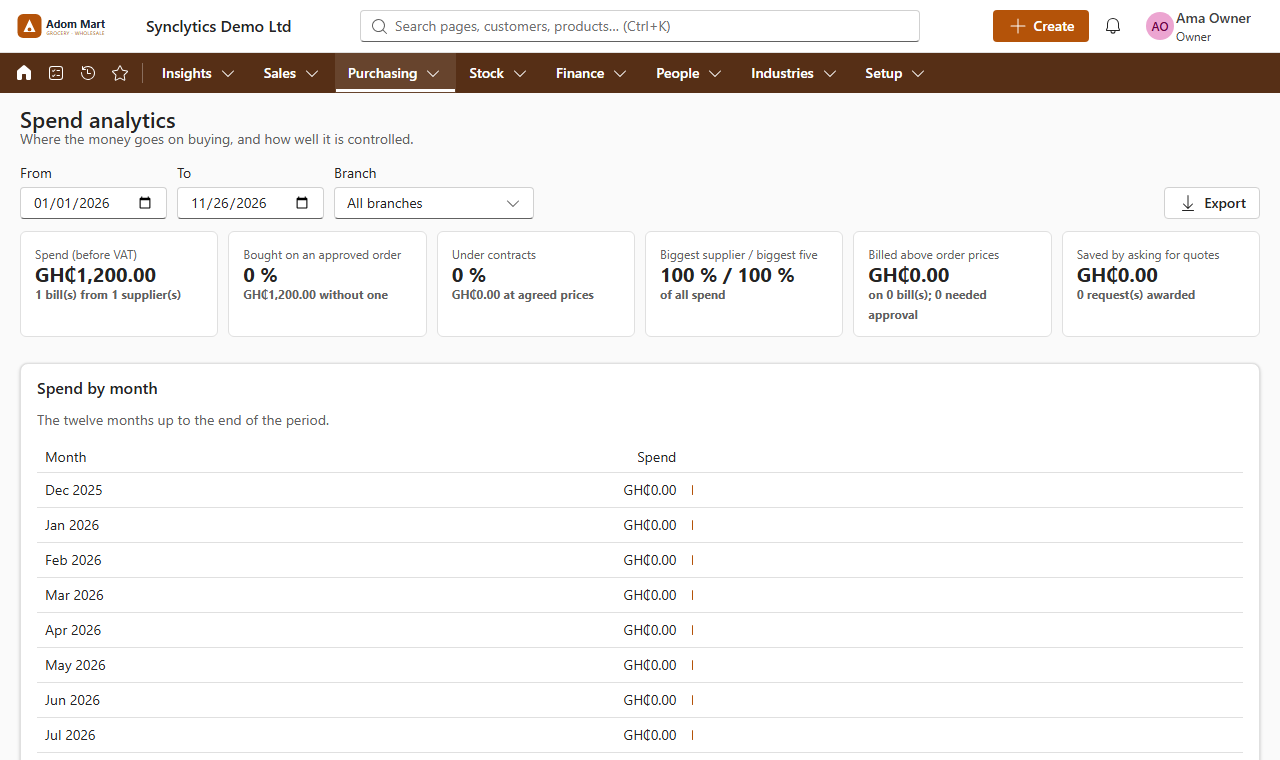 Adom Mart
GROCERY · WHOLESALE
Synclytics Demo Ltd
Search pages, customers, products... (Ctrl+K)
Create
AO
Ama Owner
Owner
Insights
Sales
Purchasing
Stock
Finance
People
Industries
Setup
Spend analytics
Where the money goes on buying, and how well it is controlled.
From
To
Branch
01/01/2026
11/26/2026
All branches
Export
Spend (before VAT)
GH₵1,200.00
1 bill(s) from 1 supplier(s)
Bought on an approved order
0 %
GH₵1,200.00 without one
Under contracts
0 %
GH₵0.00 at agreed prices
Biggest supplier / biggest five
100 % / 100 %
of all spend
Billed above order prices
GH₵0.00
on 0 bill(s); 0 needed
approval
Saved by asking for quotes
GH₵0.00
0 request(s) awarded
Spend by month
The twelve months up to the end of the period.
Month Spend
Dec 2025 GH₵0.00
Jan 2026 GH₵0.00
Feb 2026 GH₵0.00
Mar 2026 GH₵0.00
Apr 2026 GH₵0.00
May 2026 GH₵0.00
Jun 2026 GH₵0.00
Jul 2026 GH₵0.00